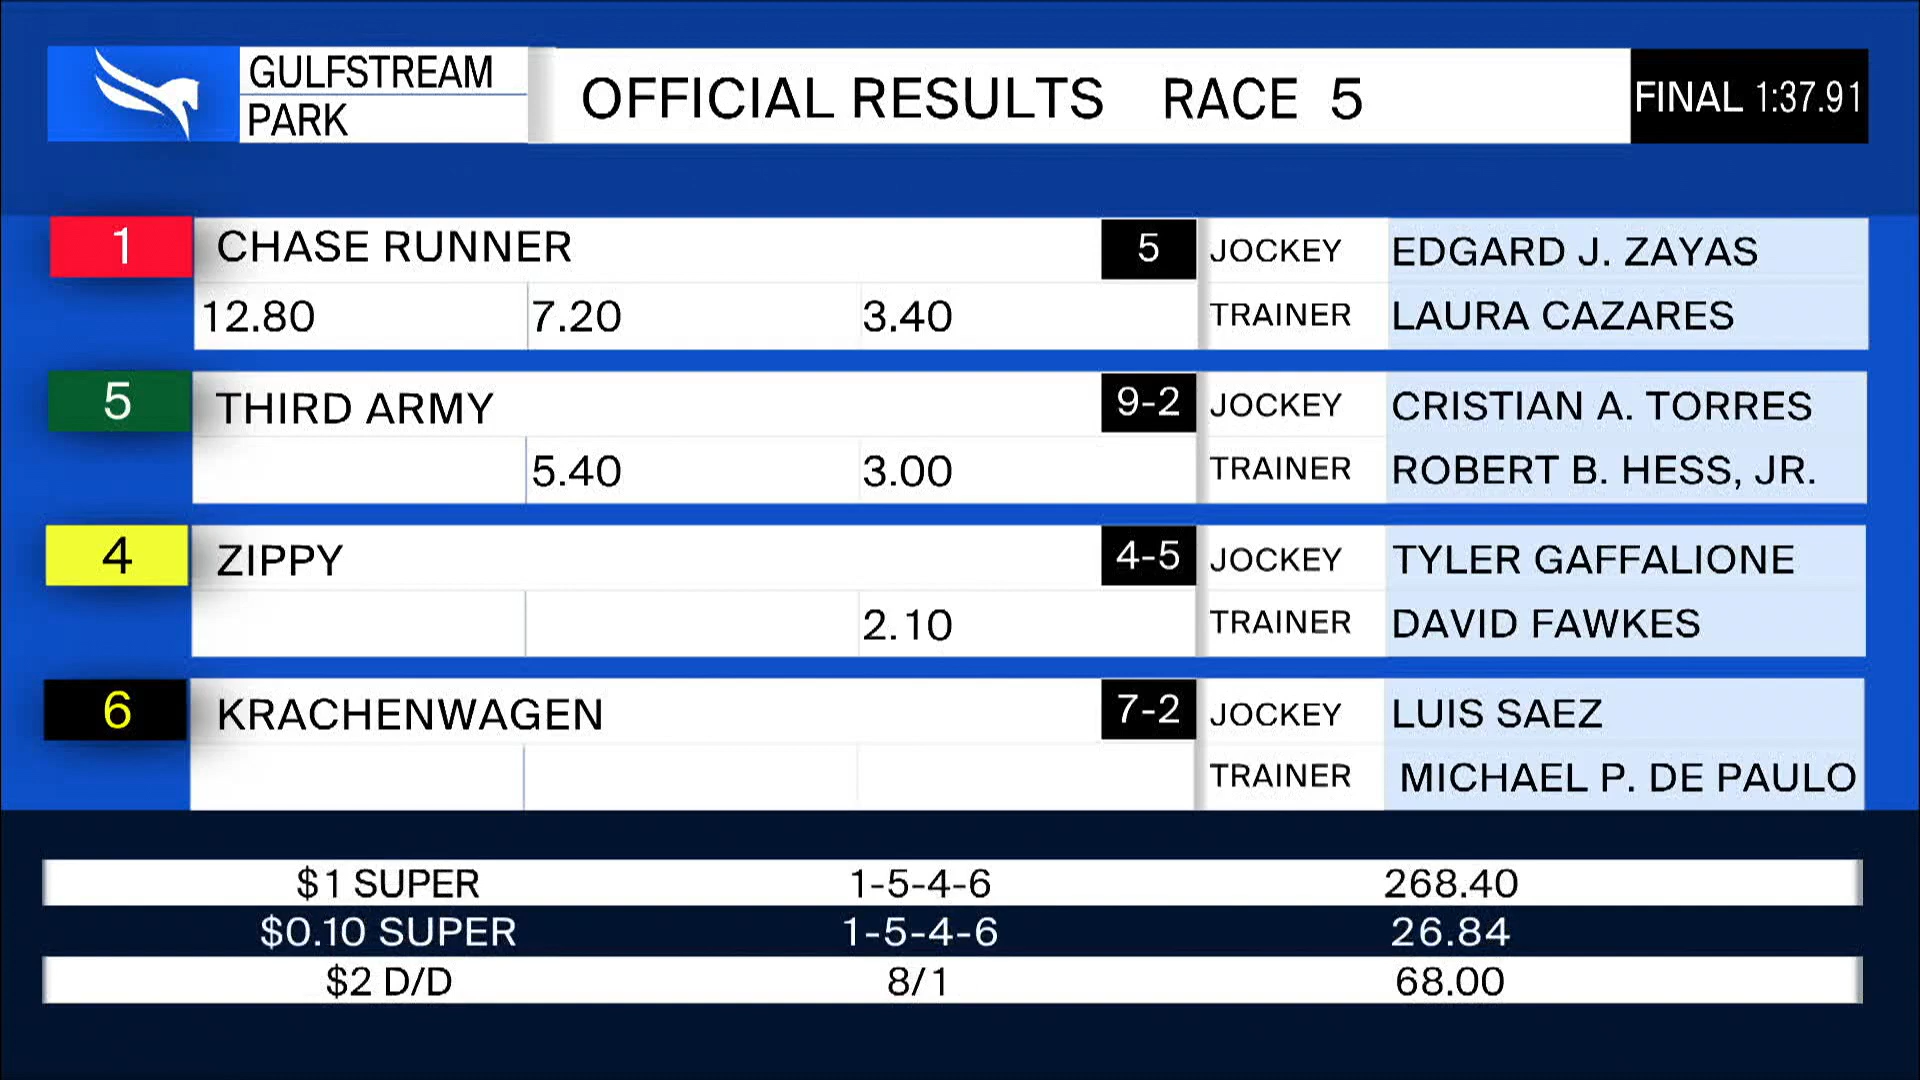 GULFSTREAM
PARK
OFFICIAL RESULTS RACE 5
FINAL 1:37.91
1 CHASE RUNNER 5 JOCKEY EDGARD J. ZAYAS
12.80 7.20 3.40 TRAINER LAURA CAZARES
5 THIRD ARMY 9-2 JOCKEY CRISTIAN A. TORRES
5.40 3.00 TRAINER ROBERT B. HESS, JR.
4 ZIPPY 4-5 JOCKEY TYLER GAFFALIONE
2.10 TRAINER DAVID FAWKES
6 KRACHENWAGEN 7-2 JOCKEY LUIS SAEZ
TRAINER MICHAEL P. DE PAULO
$1 SUPER 1-5-4-6 268.40
$0.10 SUPER 1-5-4-6 26.84
$2 D/D 8/1 68.00